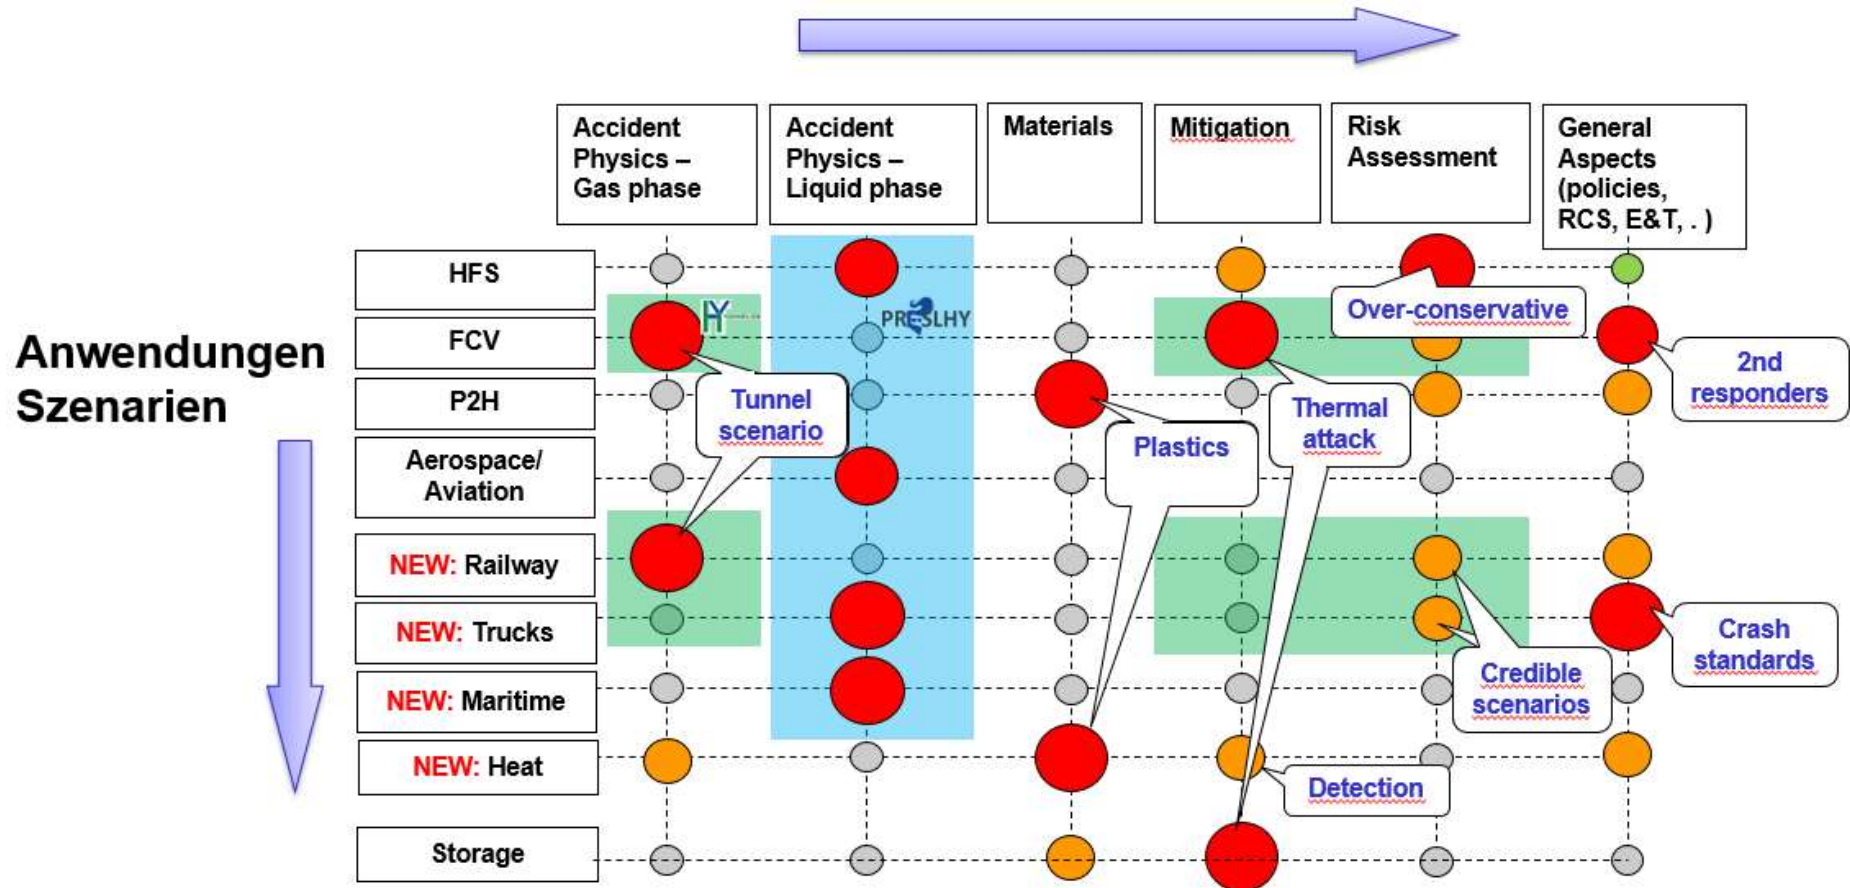 Accident
Physics –
Gas phase
Accident
Physics –
Liquid phase
Materials
Mitigation
Risk
Assessment
General
Aspects
(policies,
RCS, E&T, . )
Anwendungen
Szenarien
HFS
FCV
P2H
Aerospace/
Aviation
NEW: Railway
NEW: Trucks
NEW: Maritime
NEW: Heat
Storage
HY
PRESLHY
Over-conservative
2nd
responders
Tunnel
scenario
Thermal
attack
Plastics
Crash
standards
Credible
scenarios
Detection